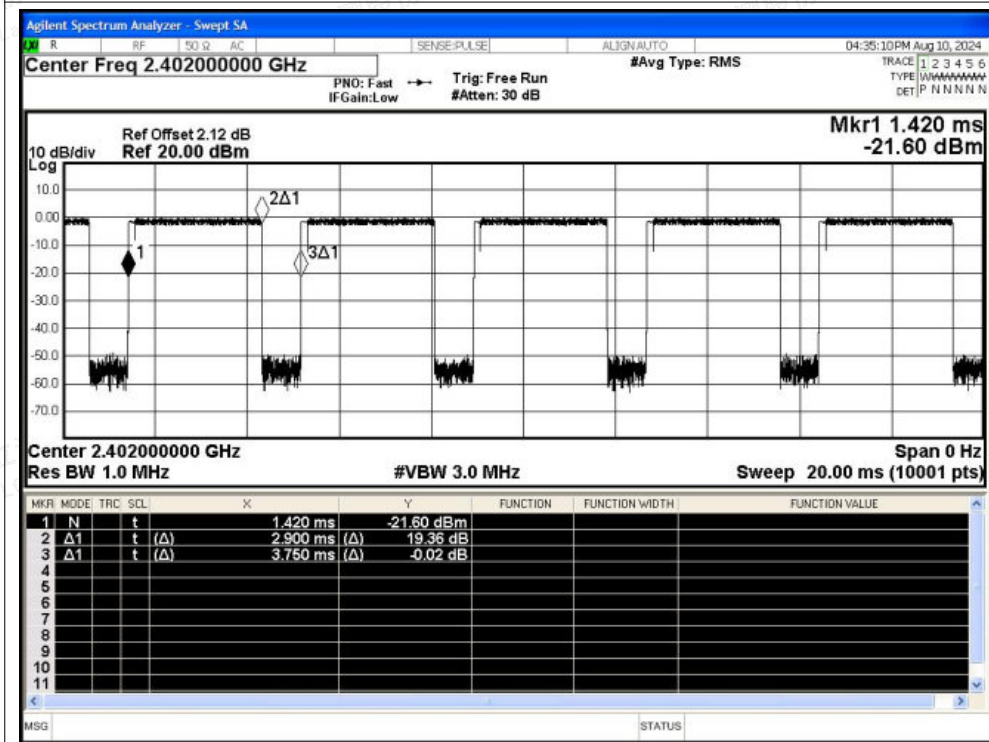 Agilent Spectrum Analyzer - Swept SA
LXI R RF 50 Ω AC SENSE:PULSE ALIGN AUTO 04:35:10 PM Aug 10, 2024
Center Freq 2.402000000 GHz #Avg Type: RMS TRACE 1 2 3 4 5 6
PNO: Fast Trig: Free Run TYPE WWWWWW
IFGain:Low #Atten: 30 dB DET P N N N N N
Mkr1 1.420 ms
Ref Offset 2.12 dB
10 dB/div Ref 20.00 dBm -21.60 dBm
Log
10.0
2Δ1
0.00
-10.0
1 3Δ1
-20.0
-30.0
-40.0
-50.0
-60.0
-70.0
Center 2.402000000 GHz Span 0 Hz
Res BW 1.0 MHz #VBW 3.0 MHz Sweep 20.00 ms (10001 pts)
MKR MODE TRC SCL X Y FUNCTION FUNCTION WIDTH FUNCTION VALUE
1 N t 1.420 ms -21.60 dBm
2 Δ1 t (Δ) 2.900 ms (Δ) 19.36 dB
3 Δ1 t (Δ) 3.750 ms (Δ) -0.02 dB
4
5
6
7
8
9
10
11
MSG STATUS